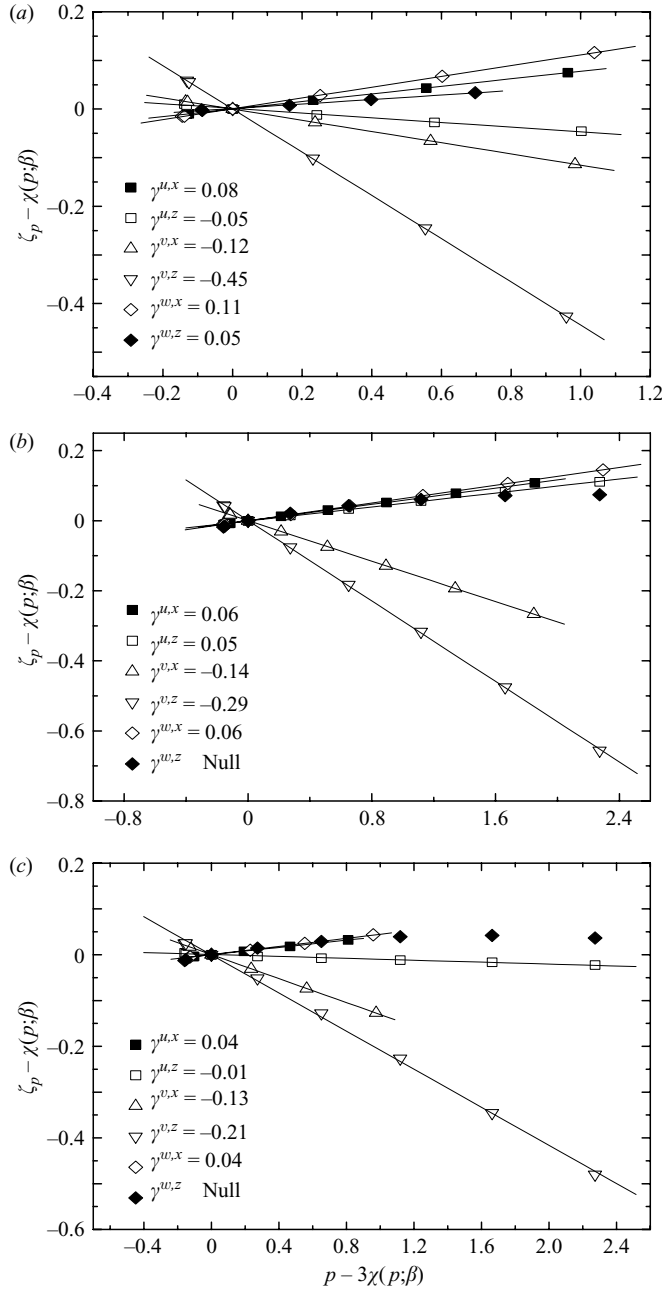 (a)
0.2
0
–0.2
–0.4
ζp – χ(p;β)
γu,x = 0.08
γu,z = –0.05
γv,x = –0.12
γv,z = –0.45
γw,x = 0.11
γw,z = 0.05
–0.4 –0.2 0 0.2 0.4 0.6 0.8 1.0 1.2
(b)
0.2
0
–0.2
–0.4
–0.6
–0.8
ζp – χ(p;β)
γu,x = 0.06
γu,z = 0.05
γv,x = –0.14
γv,z = –0.29
γw,x = 0.06
γw,z Null
–0.8 0 0.8 1.6 2.4
(c)
0.2
0
–0.2
–0.4
–0.6
ζp – χ(p;β)
γu,x = 0.04
γu,z = –0.01
γv,x = –0.13
γv,z = –0.21
γw,x = 0.04
γw,z Null
–0.4 0 0.4 0.8 1.2 1.6 2.0 2.4
p – 3χ(p;β)